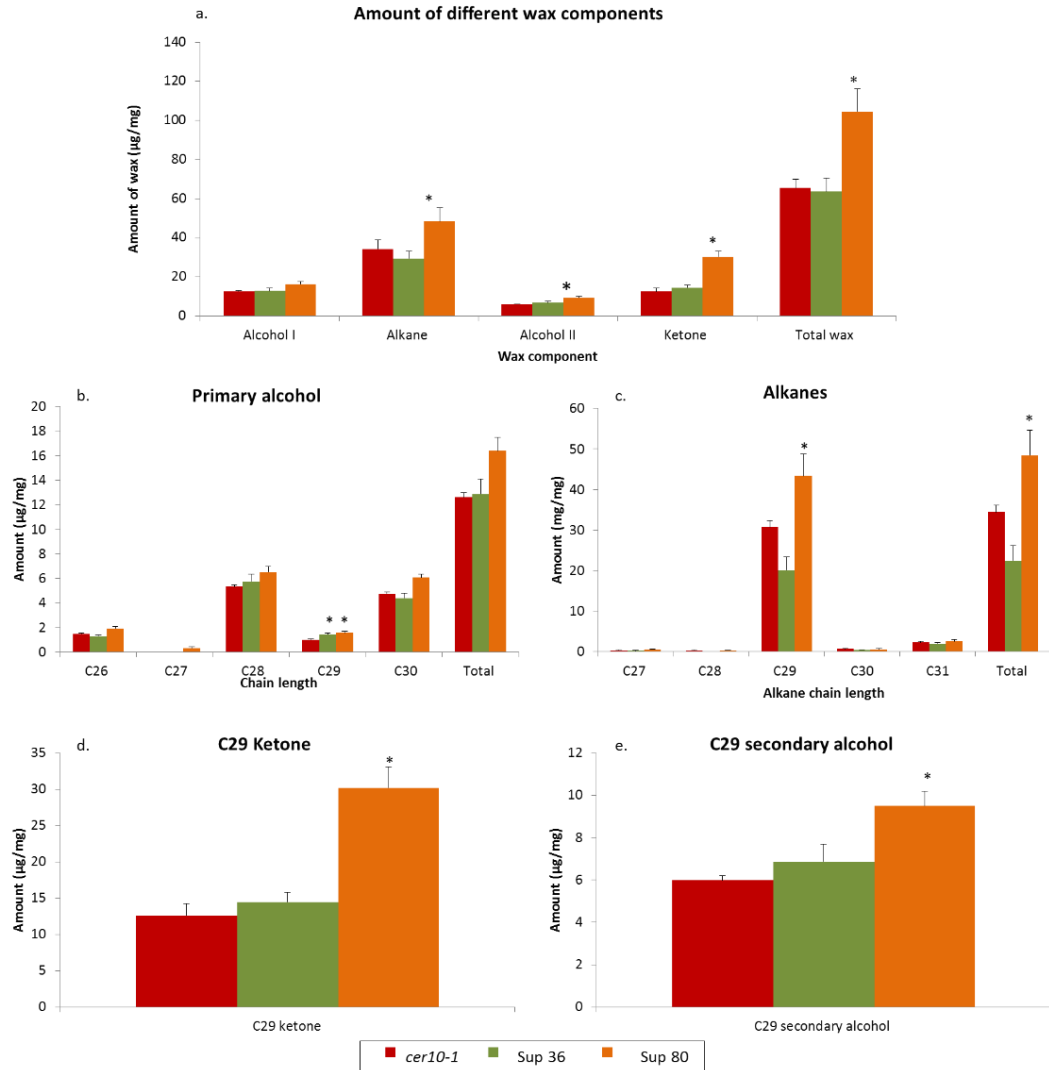 a. Amount of different wax components
140
120
100
80
60
40
20
0
Amount of wax (µg/mg)
* * * *
Alcohol I Alkane Alcohol II Ketone Total wax
Wax component
b. Primary alcohol
20
18
16
14
12
10
8
6
4
2
0
Amount (µg/mg)
* *
C26 C27 C28 C29 C30 Total
Chain length
c. Alkanes
60
50
40
30
20
10
0
Amount (mg/mg)
* *
C27 C28 C29 C30 C31 Total
Alkane chain length
d. C29 Ketone
35
30
25
20
15
10
5
0
Amount (µg/mg)
*
C29 ketone
e. C29 secondary alcohol
12
10
8
6
4
2
0
Amount (µg/mg)
*
C29 secondary alcohol
cer10-1 Sup 36 Sup 80